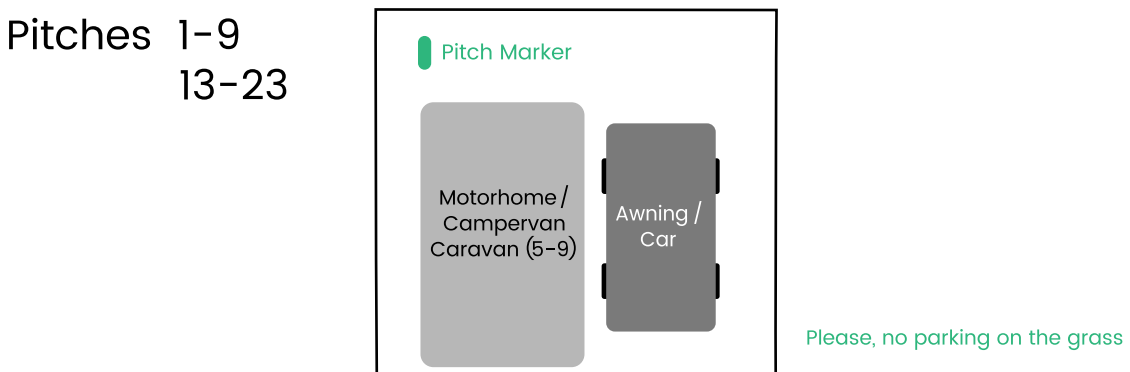 Pitches 1-9
13-23
Pitch Marker
Motorhome /
Campervan
Caravan (5-9)
Awning /
Car
Please, no parking on the grass